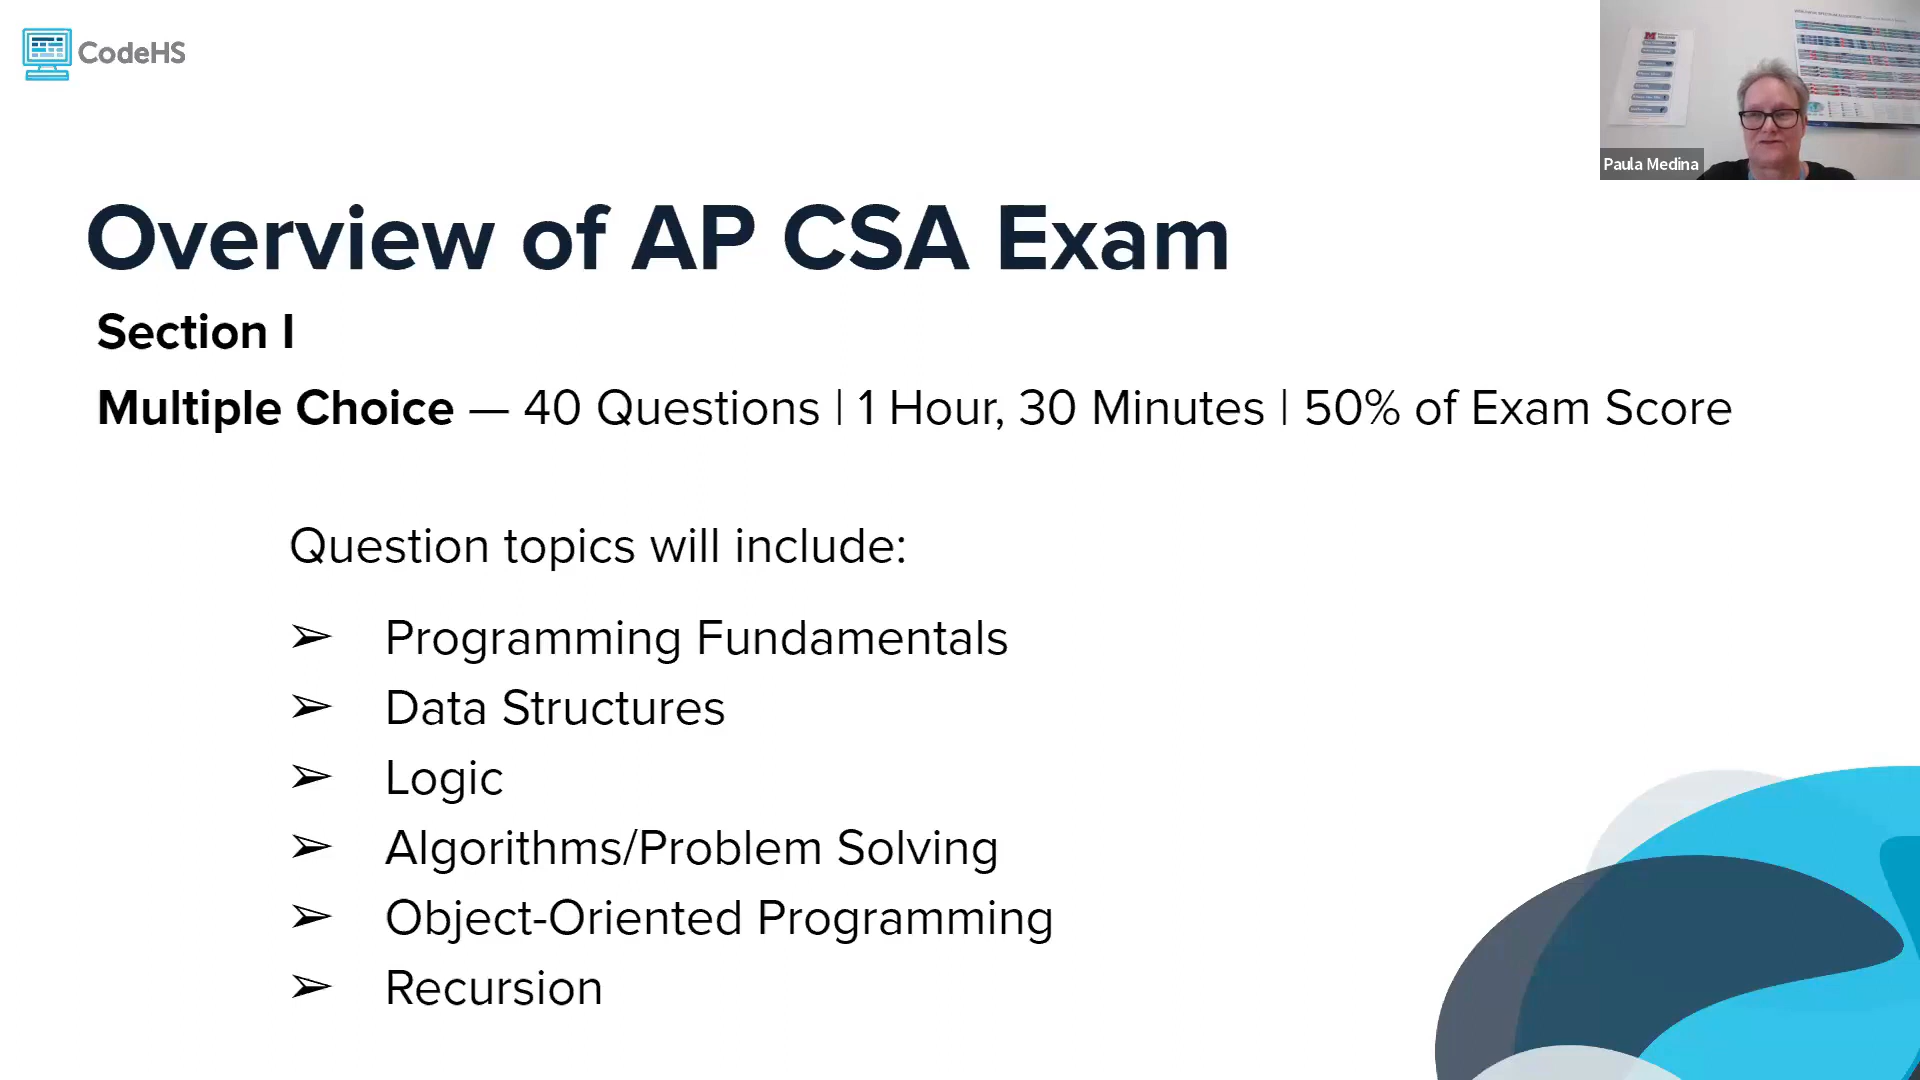 CodeHS
Paula Medina
Overview of AP CSA Exam
Section I
Multiple Choice — 40 Questions | 1 Hour, 30 Minutes | 50% of Exam Score
Question topics will include:
➢ Programming Fundamentals
➢ Data Structures
➢ Logic
➢ Algorithms/Problem Solving
➢ Object-Oriented Programming
➢ Recursion